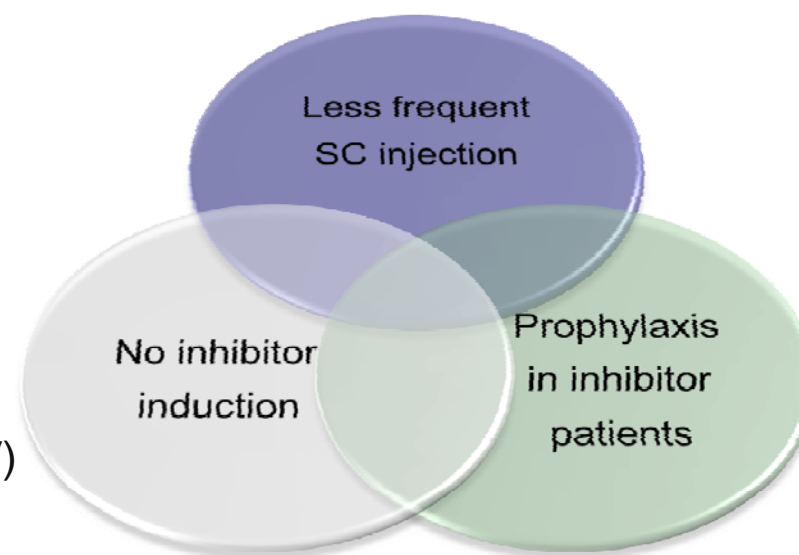 Less frequent
SC injection
No inhibitor
induction
Prophylaxis
in inhibitor
patients
)